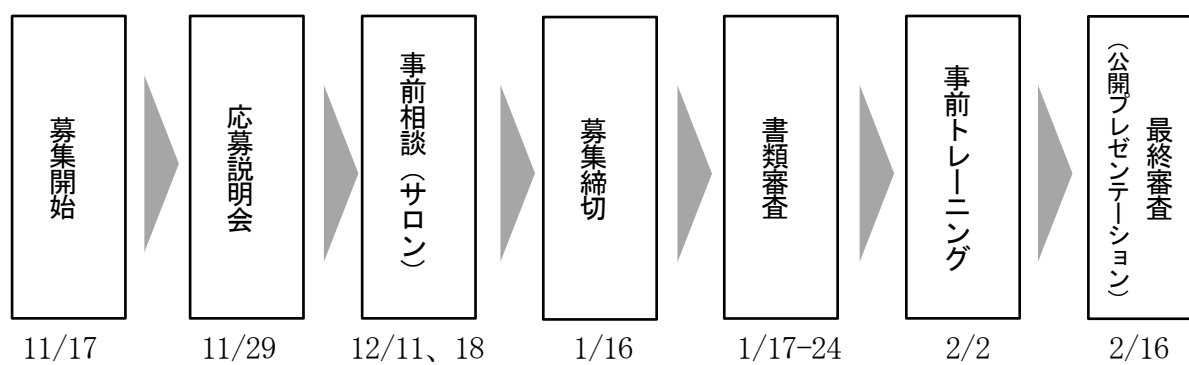 募集開始
応募説明会
事前相談（サロン）
募集締切
書類審査
事前トレーニング
最終審査
（公開プレゼンテーション）
11/17
11/29
12/11、18
1/16
1/17-24
2/2
2/16